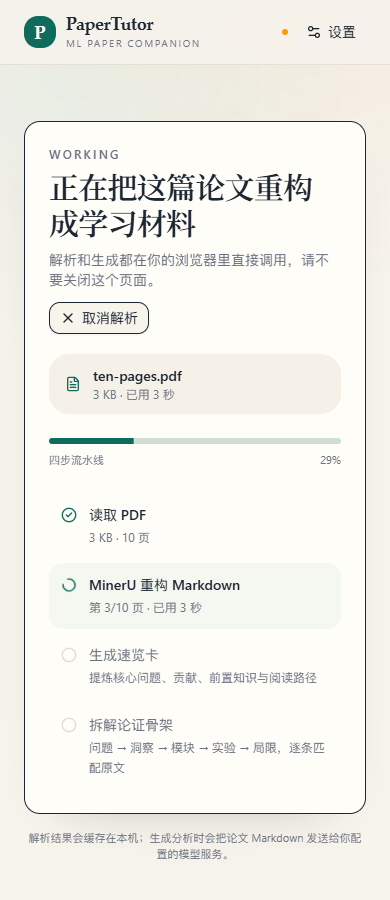 P
PaperTutor
ML PAPER COMPANION
设置
WORKING
正在把这篇论文重构
成学习材料
解析和生成都在你的浏览器里直接调用，请不
要关闭这个页面。
取消解析
ten-pages.pdf
3 KB · 已用 3 秒
四步流水线 29%
读取 PDF
3 KB · 10 页
MinerU 重构 Markdown
第 3/10 页 · 已用 3 秒
生成速览卡
提炼核心问题、贡献、前置知识与阅读路径
拆解论证骨架
问题 → 洞察 → 模块 → 实验 → 局限，逐条匹
配原文
解析结果会缓存在本机；生成分析时会把论文 Markdown 发送给你配
置的模型服务。